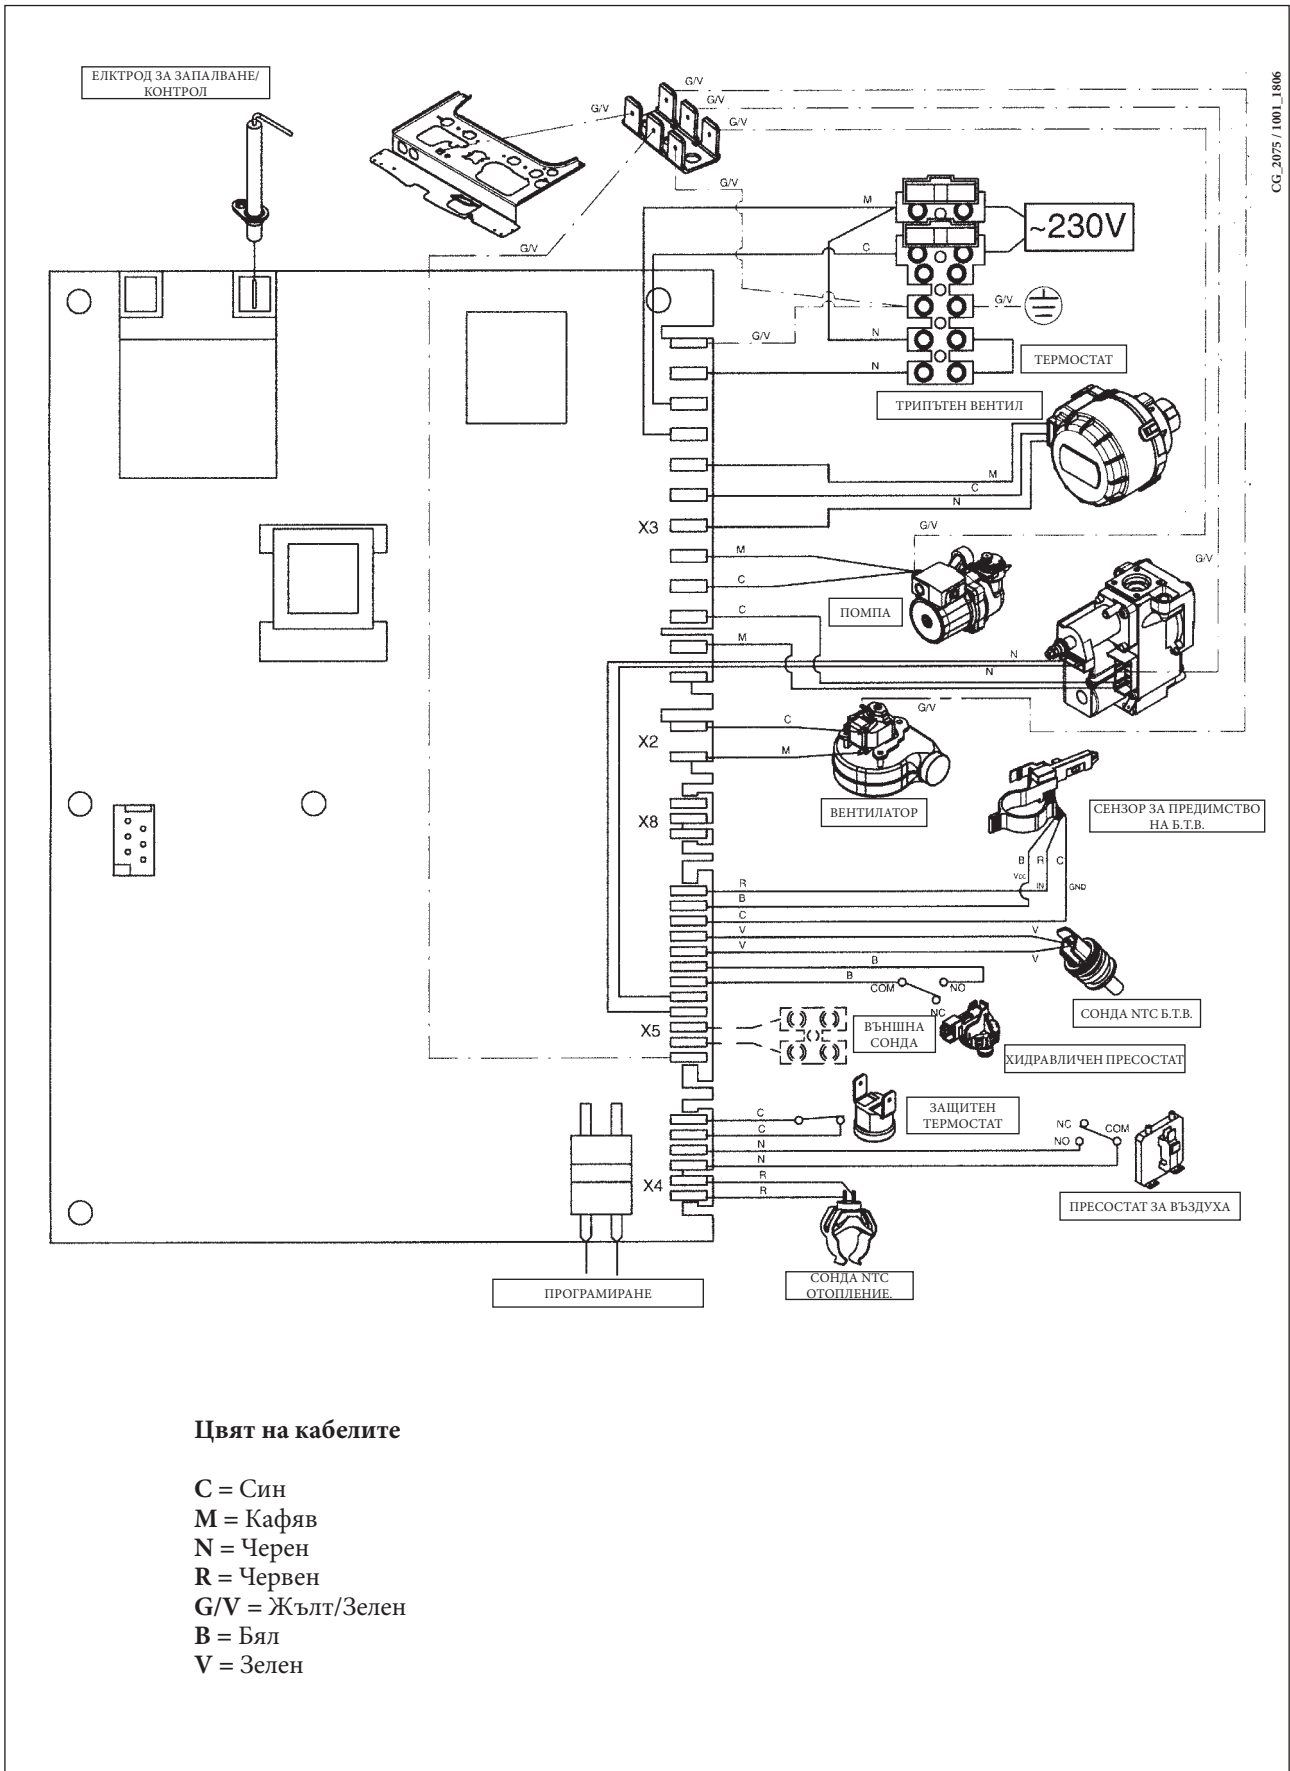 ЕЛКТРОД ЗА ЗАПАЛВАНЕ/
КОНТРОЛ
CG_2075 / 1001_1806
G/V
G/V
G/V
G/V
G/V
G/V
M
~230V
C
G/V
G/V
N
ТЕРМОСТАТ
N
ТРИПЪТЕН ВЕНТИЛ
M
C
N
X3
G/V
M
G/V
C
ПОМПА
C
M
N
N
G/V
C
X2
M
ВЕНТИЛАТОР
СЕНЗОР ЗА ПРЕДИМСТВО
НА Б.Т.В.
X8
B R C
VDC
IN
GND
R
B
C
V
V
V
V
B
B
COM
NO
NC
СОНДА NTC Б.Т.В.
X5
ВЪНШНА
СОНДА
ХИДРАВЛИЧЕН ПРЕСОСТАТ
ЗАЩИТЕН
ТЕРМОСТАТ
C
C
N
N
NC
NO
COM
R
X4
R
ПРЕСОСТАТ ЗА ВЪЗДУХА
СОНДА NTC
ОТОПЛЕНИЕ.
ПРОГРАМИРАНЕ
Цвят на кабелите
C = Син
M = Кафяв
N = Черен
R = Червен
G/V = Жълт/Зелен
B = Бял
V = Зелен